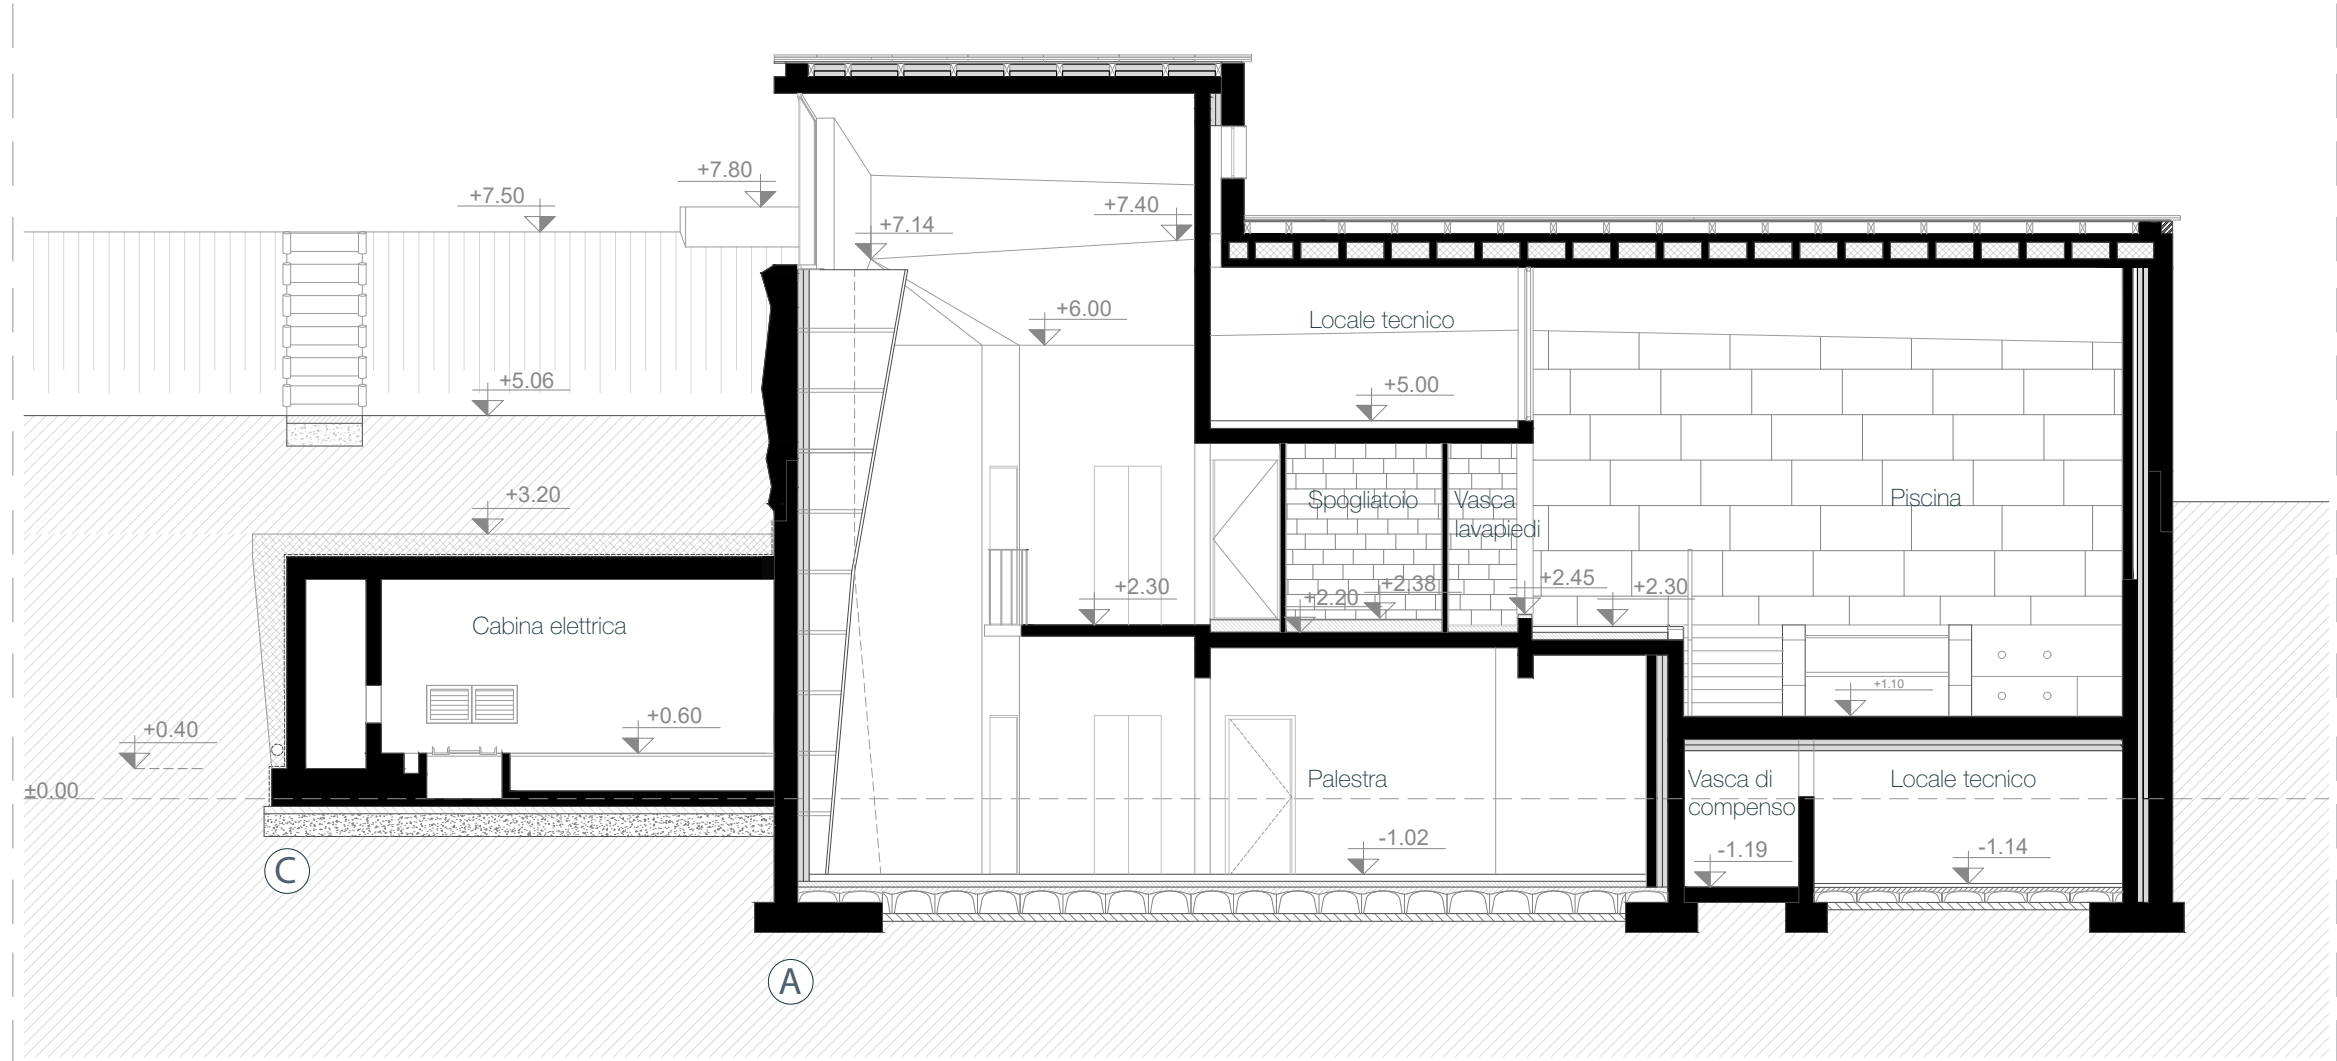 +7.80
+7.50
+7.40
+7.14
+6.00
Locale tecnico
+5.06
+5.00
+3.20
Spogliatoio
Vasca
lavapiedi
Piscina
+2.30
+2.20
+2.38
+2.45
+2.30
Cabina elettrica
+1.10
+0.60
+0.40
±0.00
Palestra
Vasca di
compenso
Locale tecnico
-1.02
-1.19
-1.14
C
A